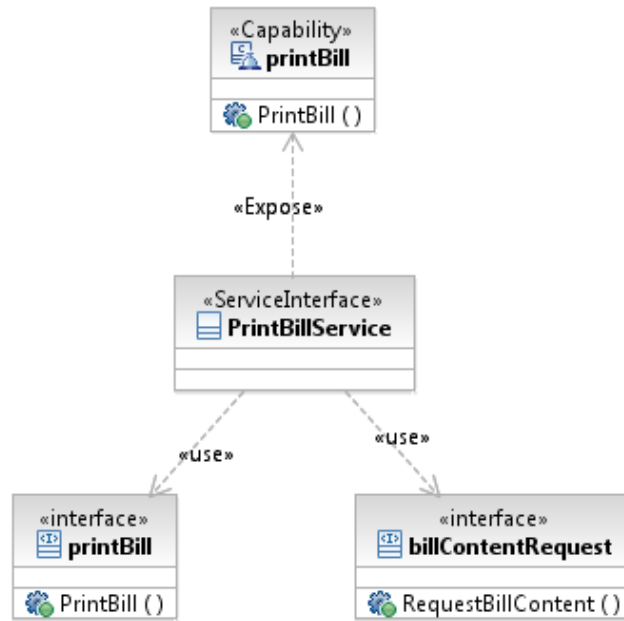 «Capability»
printBill
PrintBill ( )
«Expose»
«ServiceInterface»
PrintBillService
«use»
«use»
«interface»
printBill
PrintBill ( )
«interface»
billContentRequest
RequestBillContent ( )